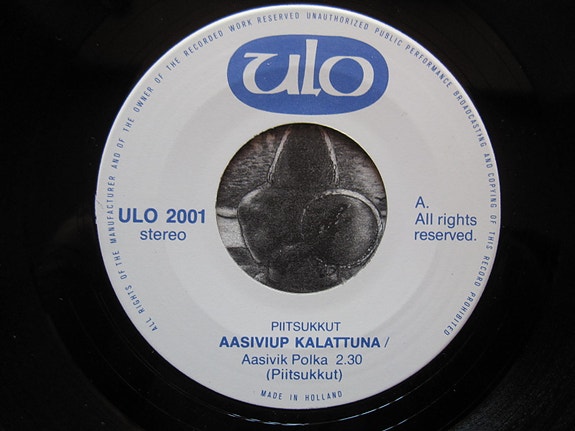 ALL RIGHTS OF THE MANUFACTURER AND OF THE OWNER OF THE RECORDED WORK RESERVED UNAUTHORIZED PUBLIC PERFORMANCE BROADCASTING AND COPYING OF THIS RECORD PROHIBITED
ulo
ULO 2001
stereo
A.
All rights
reserved.
PIITSUKKUT
AASIVIUP KALATTUNA /
Aasivik Polka 2.30
(Piitsukkut)
MADE IN HOLLAND